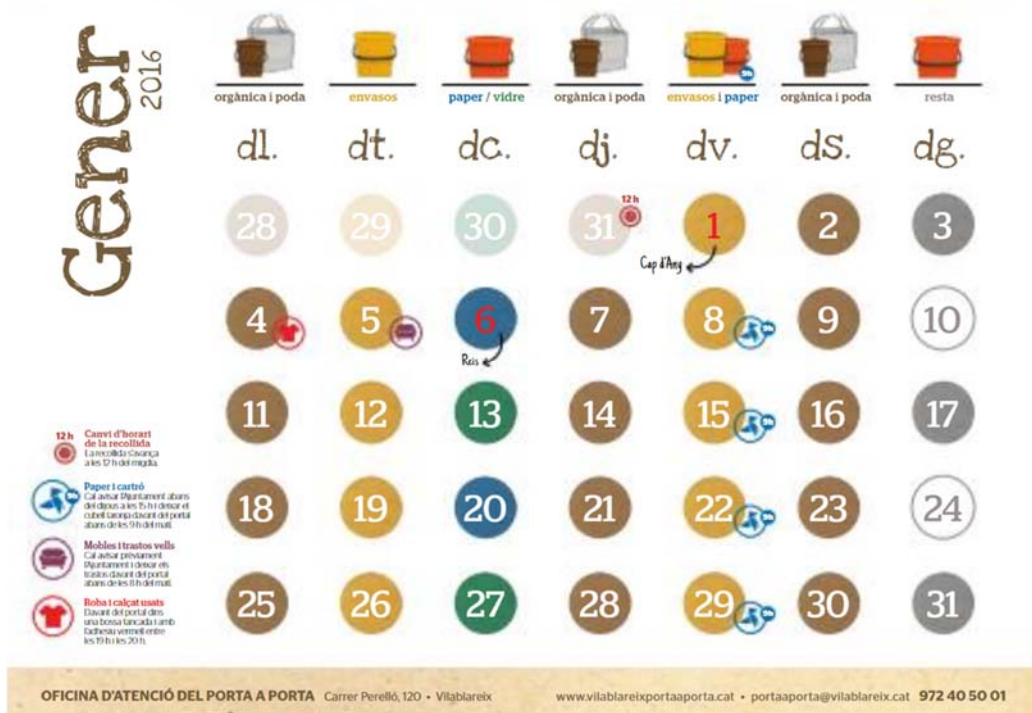 Gener
2016
orgànica i poda envasos paper / vidre orgànica i poda envasos i paper orgànica i poda resta
9h
dl. dt. dc. dj. dv. ds. dg.
12 h
28 29 30 31 1 2 3
Cap d'Any
4 5 6 7 8 9 10
9h
Reis
11 12 13 14 15 16 17
9h
18 19 20 21 22 23 24
9h
25 26 27 28 29 30 31
9h
12 h
Canvi d'horari
de la recollida
La recollida s'avança
a les 12 h del migdia.
9h
Paper i cartró
Cal avisar l'Ajuntament abans
del dijous a les 15 h i deixar el
cubell taronja davant del portal
abans de les 9 h del matí.
Mobles i trastos vells
Cal avisar prèviament
l'Ajuntament i deixar els
trastos davant del portal
abans de les 8 h del matí.
Roba i calçat usats
Davant del portal dins
una bossa tancada i amb
l'adhesiu vermell entre
les 19 h i les 20 h.
OFICINA D'ATENCIÓ DEL PORTA A PORTA Carrer Perelló, 120 • Vilablareix www.vilablareixportaaporta.cat • portaaporta@vilablareix.cat 972 40 50 01